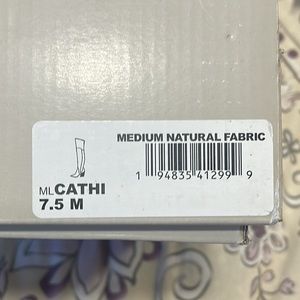 MEDIUM NATURAL FABRIC
1 94835 41299 9
MLCATHI
7.5 M